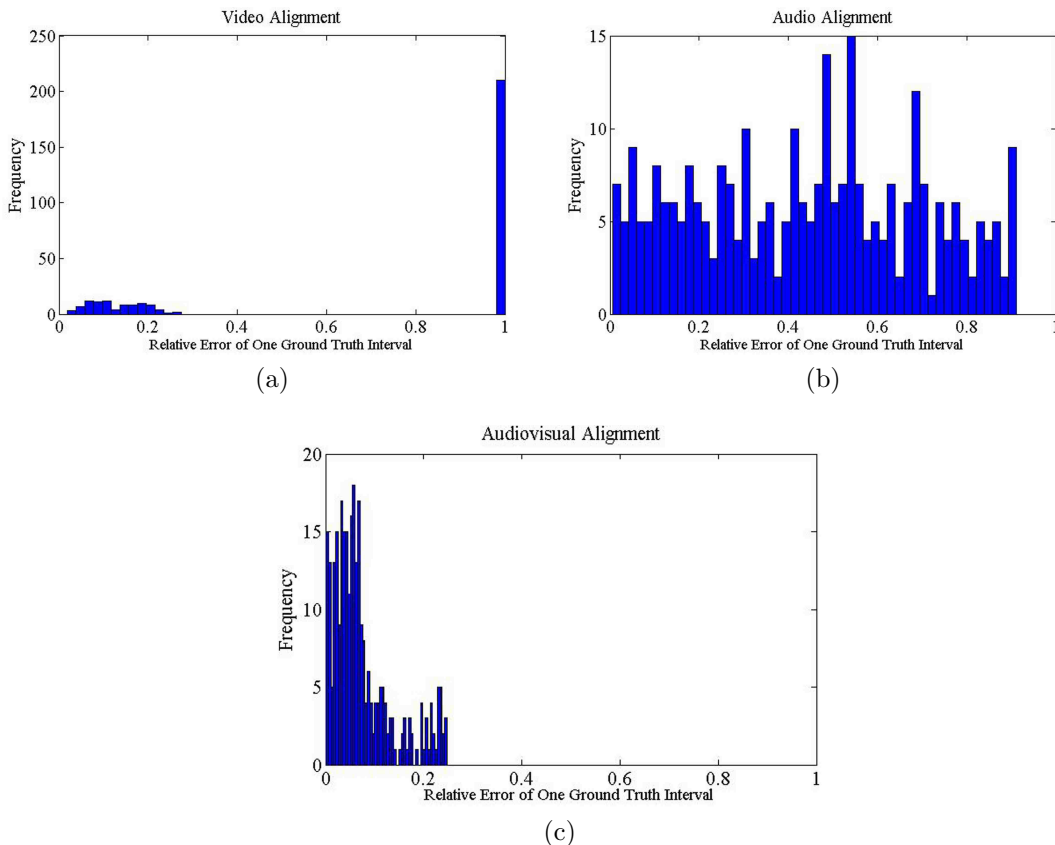 Video Alignment
250
200
150
100
50
0
Frequency
0 0.2 0.4 0.6 0.8 1
Relative Error of One Ground Truth Interval
(a)
Audio Alignment
15
10
5
0
Frequency
0 0.2 0.4 0.6 0.8 1
Relative Error of One Ground Truth Interval
(b)
Audiovisual Alignment
20
15
10
5
0
Frequency
0 0.2 0.4 0.6 0.8 1
Relative Error of One Ground Truth Interval
(c)